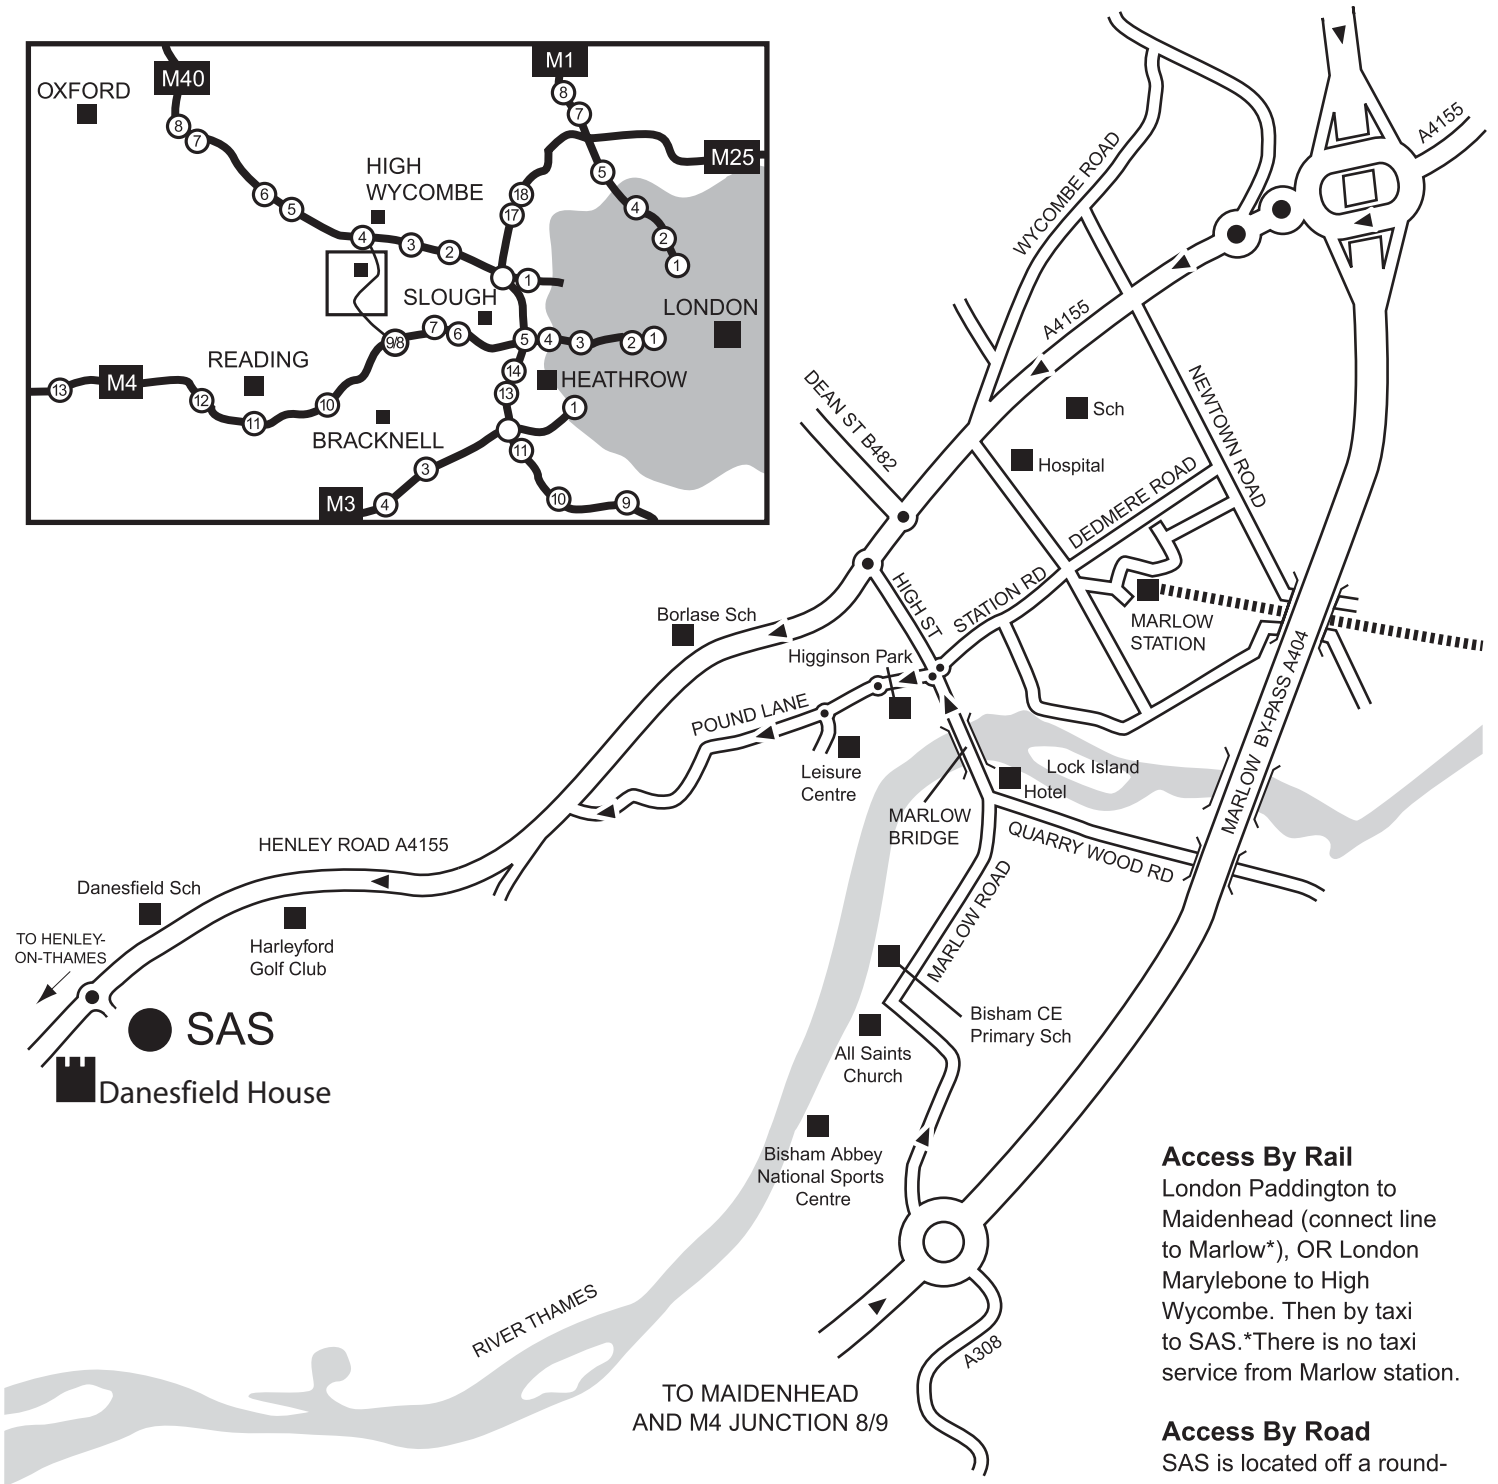 M40
OXFORD
8
7
6
5
4
3
2
1
HIGH
WYCOMBE
M1
8
7
5
4
2
1
M25
18
17
SLOUGH
LONDON
READING
HEATHROW
BRACKNELL
M4
13
12
11
10
9/8
7
6
5
4
3
2
1
14
13
1
11
10
9
M3
4
3
WYCOMBE ROAD
A4155
A4155
DEAN ST B482
Sch
Hospital
NEWTOWN ROAD
DEDMERE ROAD
HIGH ST
STATION RD
MARLOW
STATION
Borlase Sch
Higginson Park
POUND LANE
Leisure
Centre
MARLOW BY-PASS A404
Lock Island
Hotel
MARLOW
BRIDGE
QUARRY WOOD RD
MARLOW ROAD
HENLEY ROAD A4155
Danesfield Sch
Harleyford
Golf Club
TO HENLEY-
ON-THAMES
SAS
Danesfield House
Bisham CE
Primary Sch
All Saints
Church
Bisham Abbey
National Sports
Centre
RIVER THAMES
A308
TO MAIDENHEAD
AND M4 JUNCTION 8/9
Access By Rail
London Paddington to
Maidenhead (connect line
to Marlow*), OR London
Marylebone to High
Wycombe. Then by taxi
to SAS.*There is no taxi
service from Marlow station.
Access By Road
SAS is located off a round-